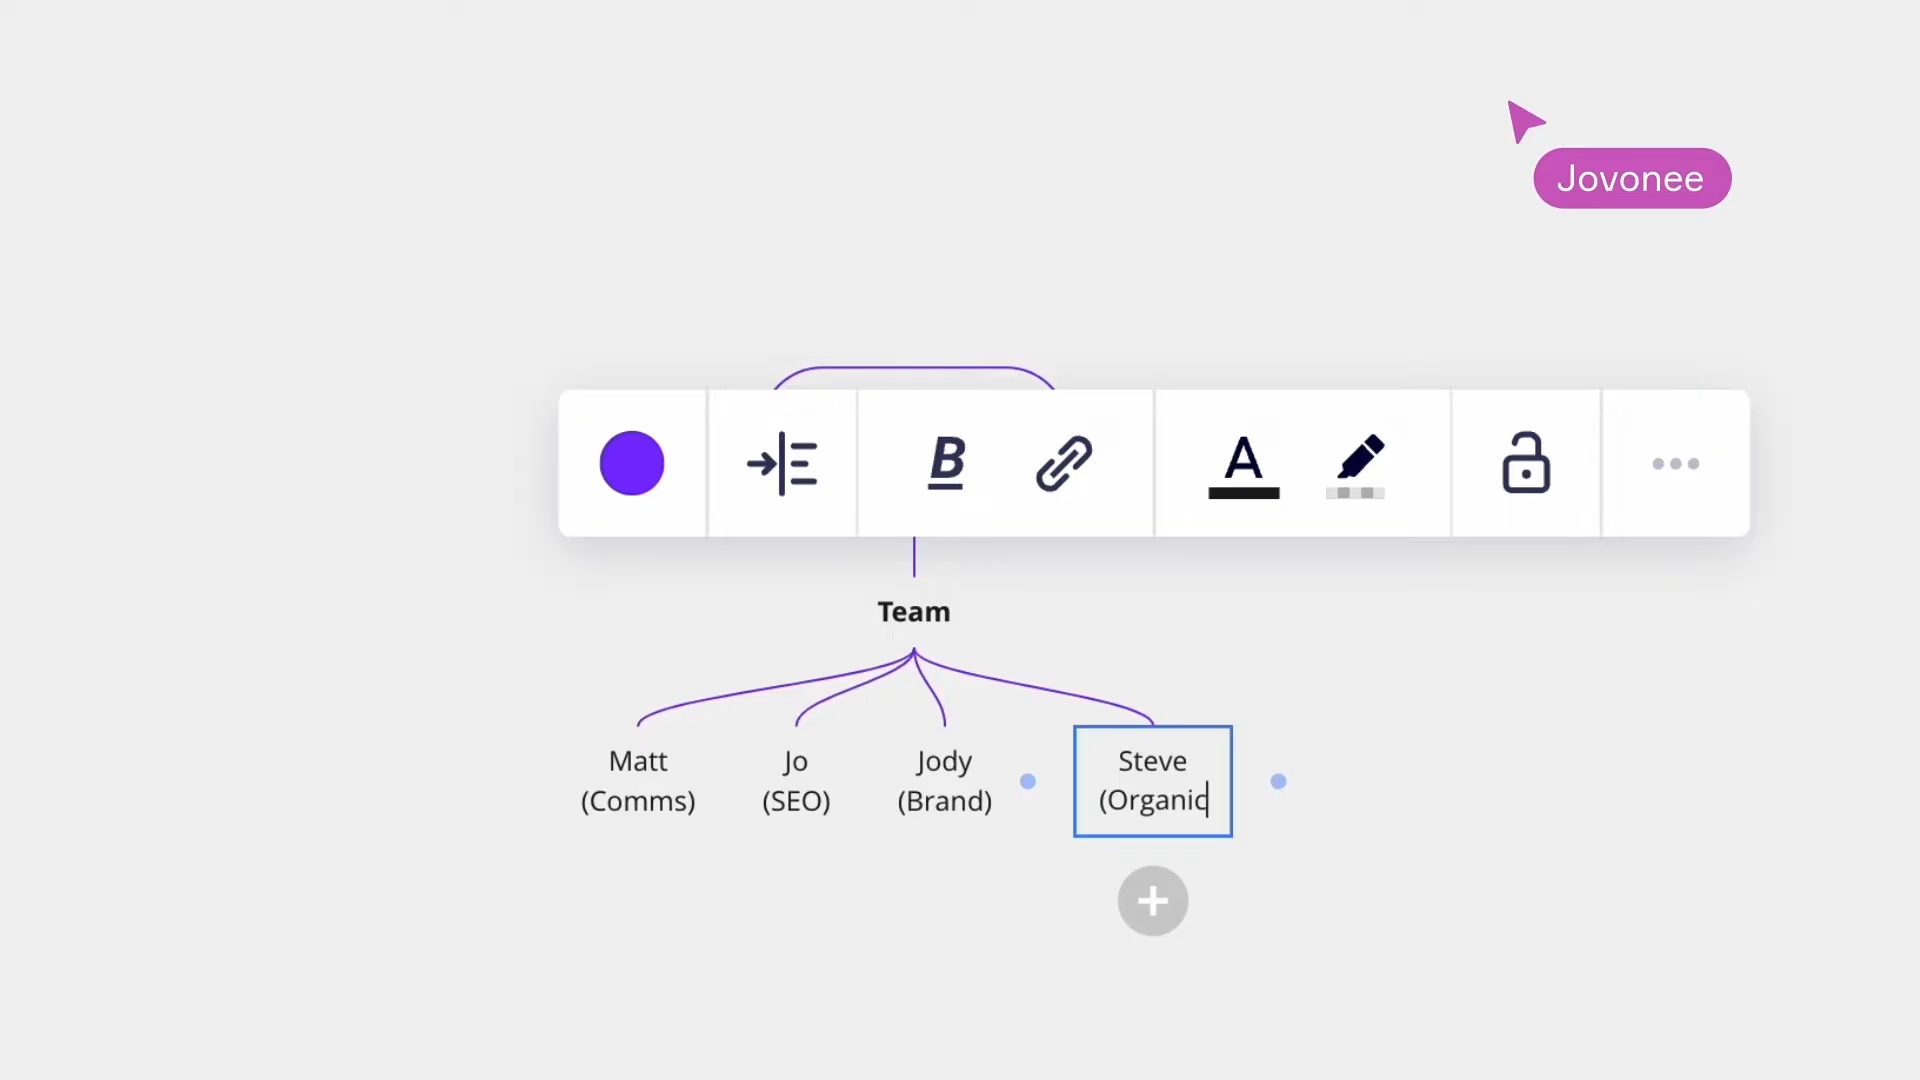 Jovonee
B
A
Team
Matt
(Comms)
Jo
(SEO)
Jody
(Brand)
Steve
(Organic